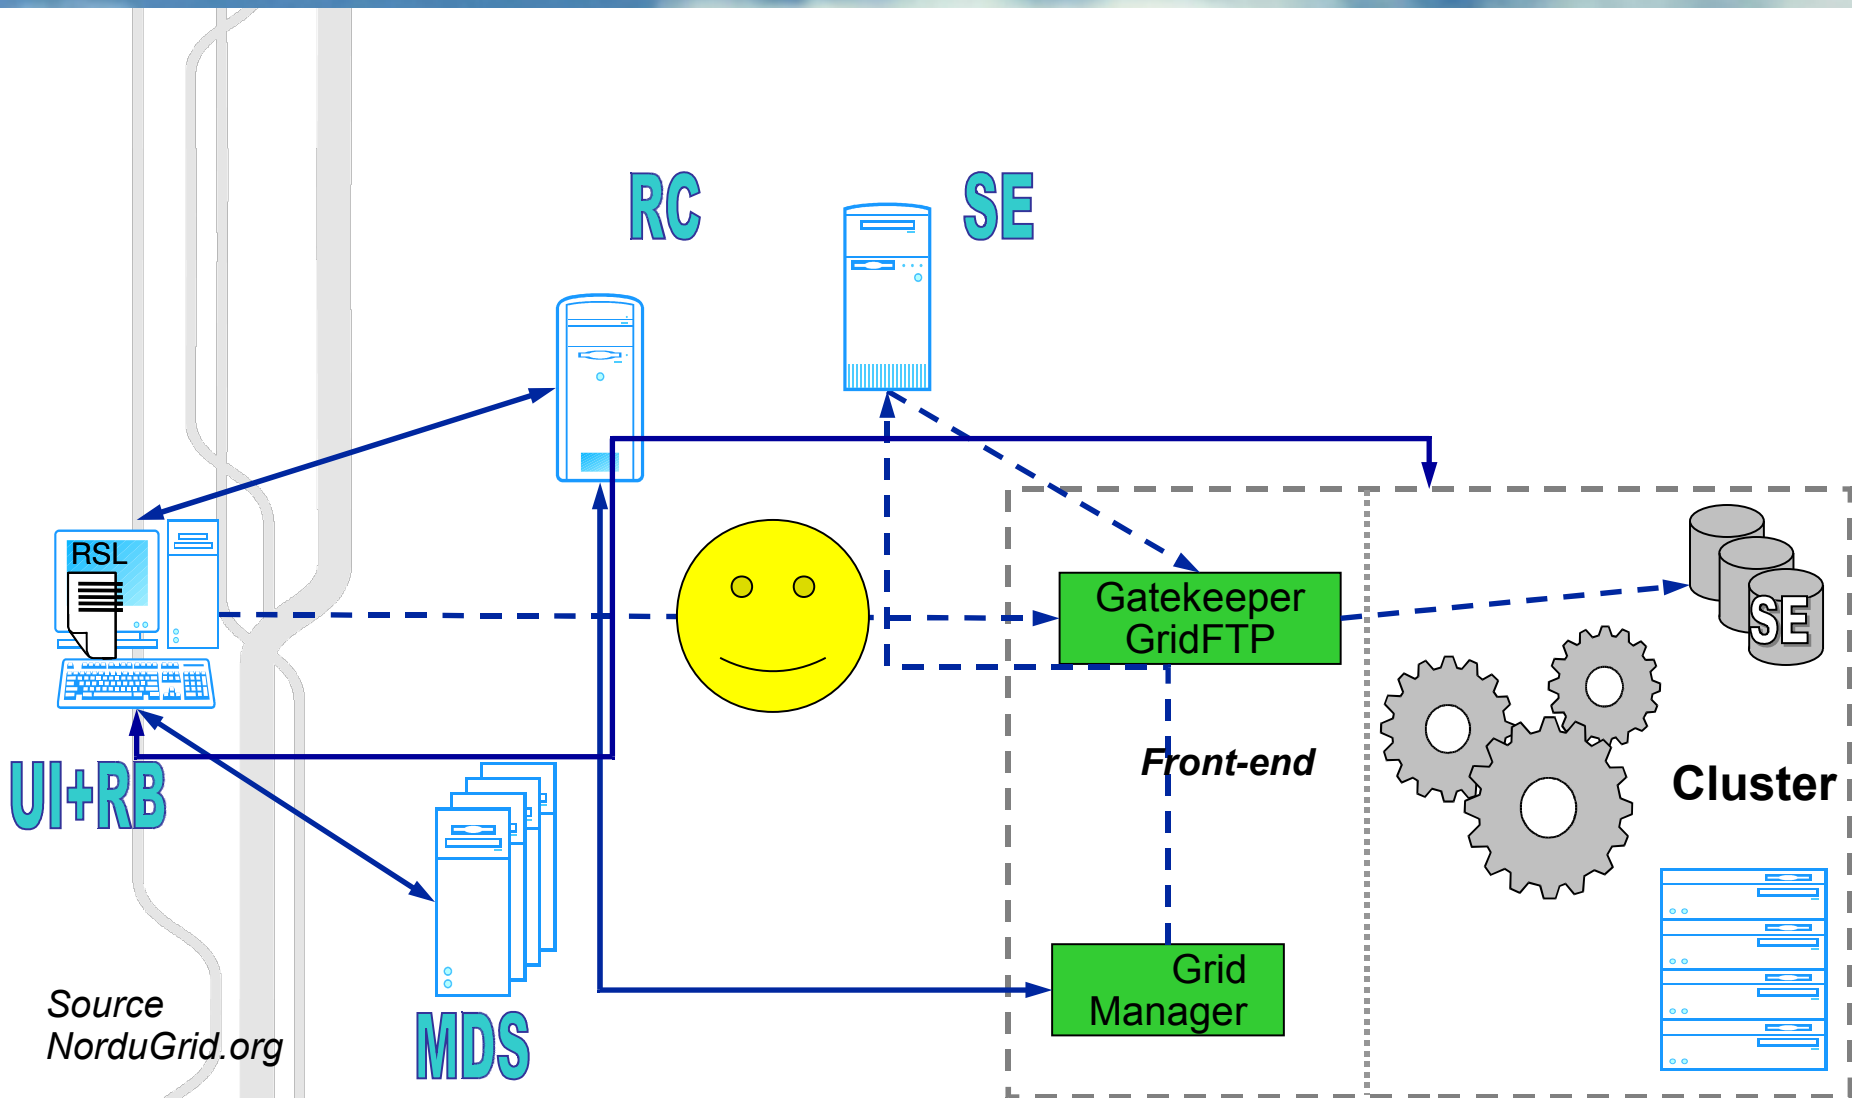 RC
SE
RSL
Gatekeeper
GridFTP
SE
Front-end
UI+RB
Cluster
Grid
Manager
Source
NorduGrid.org
MDS